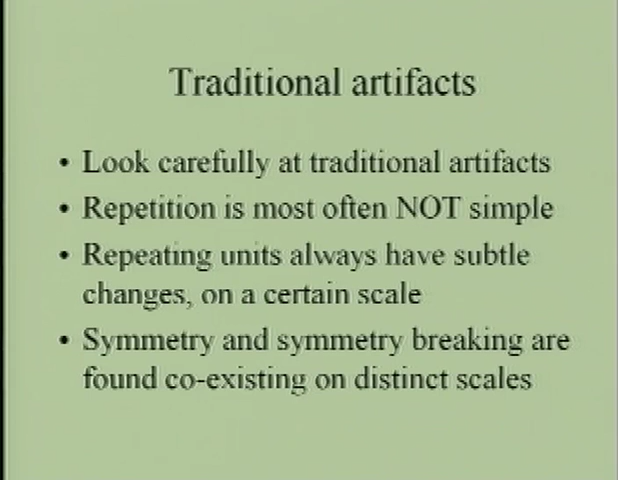 Traditional artifacts
• Look carefully at traditional artifacts
• Repetition is most often NOT simple
• Repeating units always have subtle
changes, on a certain scale
• Symmetry and symmetry breaking are
found co-existing on distinct scales